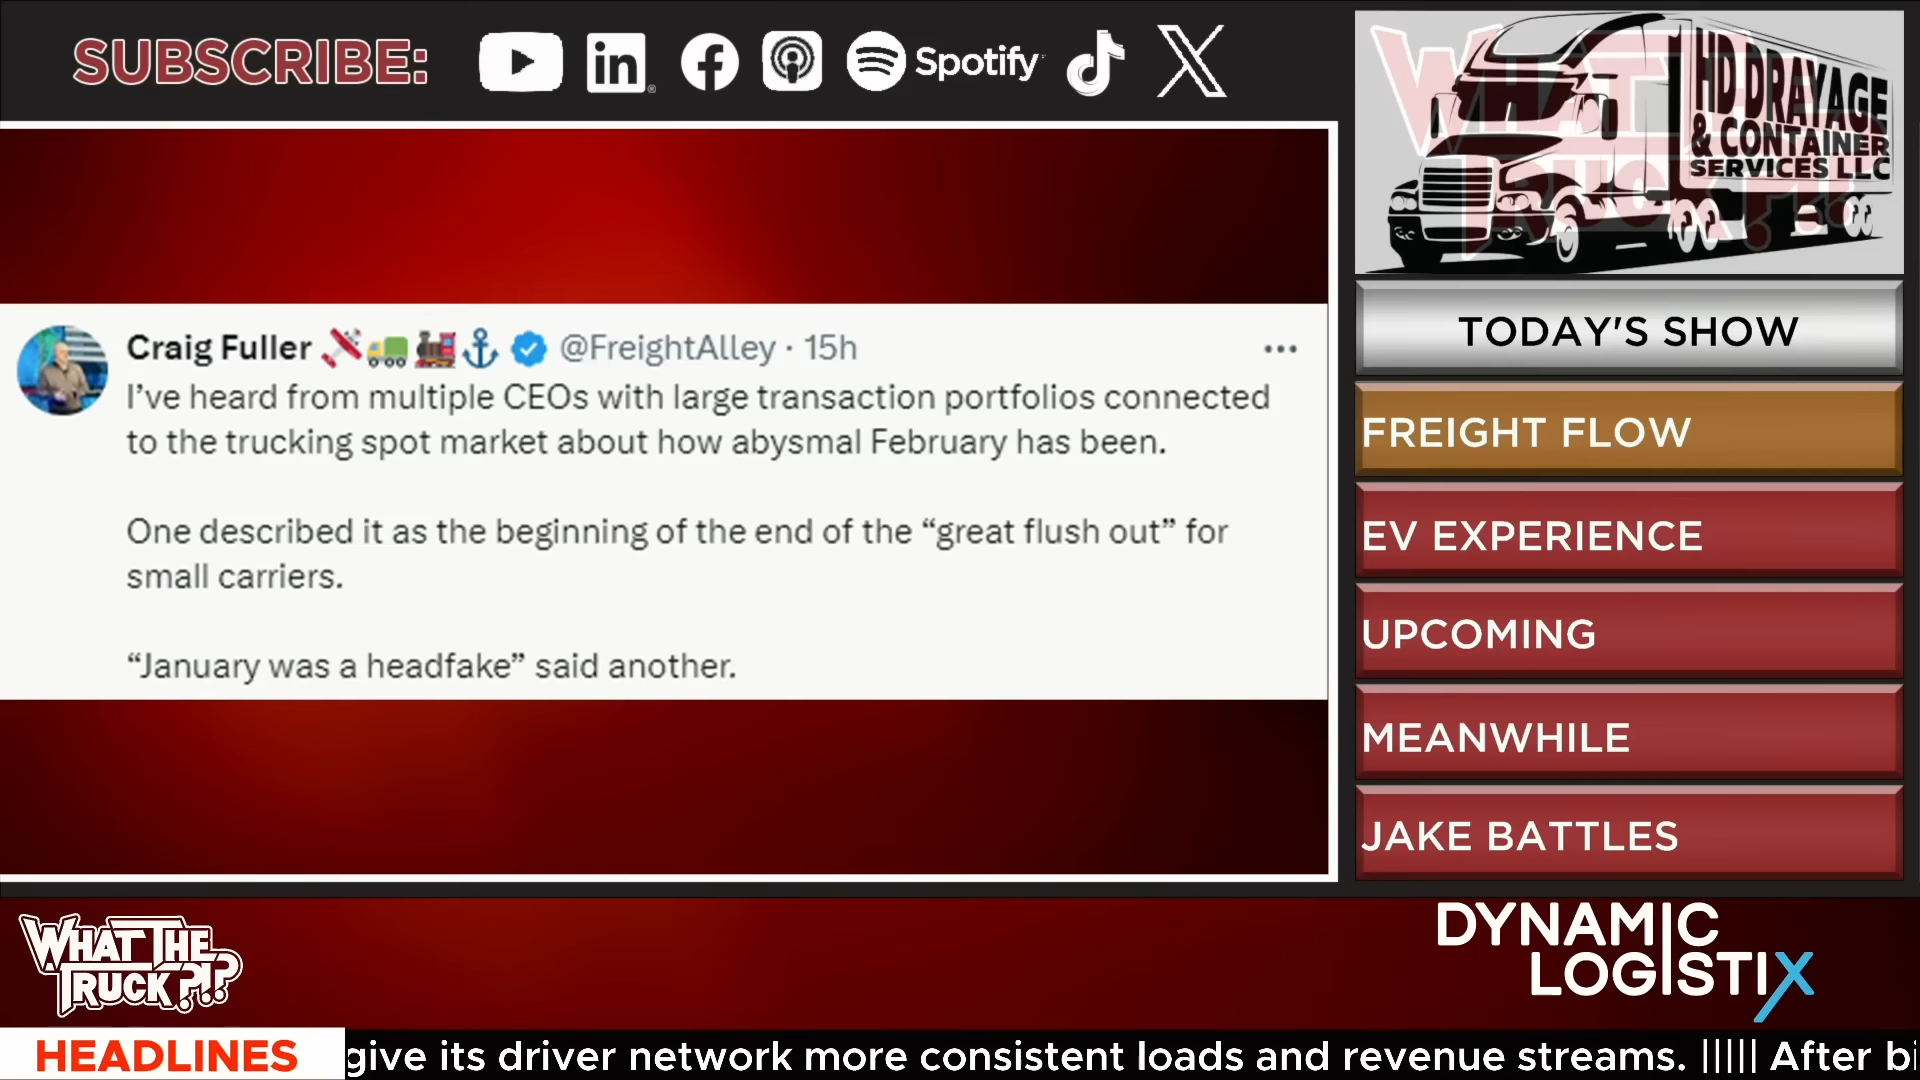 SUBSCRIBE:
Spotify
WHAT THE TRUCK?!?
HD DRAYAGE
& CONTAINER
SERVICES LLC
Craig Fuller @FreightAlley · 15h
I've heard from multiple CEOs with large transaction portfolios connected
to the trucking spot market about how abysmal February has been.
One described it as the beginning of the end of the “great flush out” for
small carriers.
“January was a headfake” said another.
TODAY'S SHOW
FREIGHT FLOW
EV EXPERIENCE
UPCOMING
MEANWHILE
JAKE BATTLES
WHAT THE
TRUCK?!?
DYNAMIC
LOGISTIX
HEADLINES
give its driver network more consistent loads and revenue streams. ||||| After bi